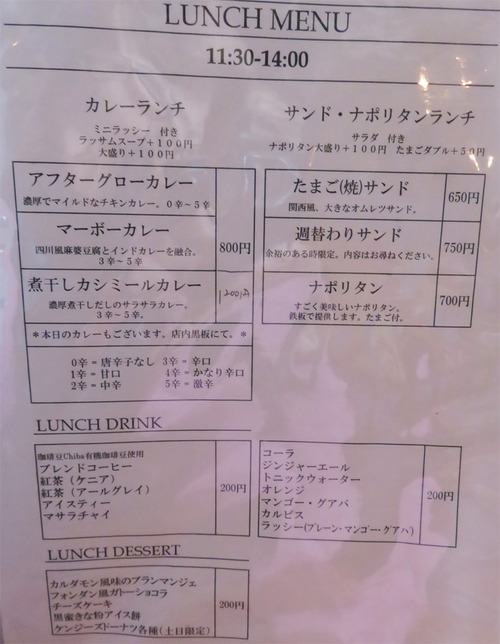 LUNCH MENU
11:30-14:00
カレーランチ
ミニラッシー 付き
ラッサムスープ+100円
大盛り+100円
アフターグローカレー
濃厚でマイルドなチキンカレー。0辛~5辛
マーボーカレー
四川風麻婆豆腐とインドカレーを融合。
3辛~5辛
800円
煮干しカシミールカレー
濃厚煮干しだしのサラサラカレー。
3辛~5辛。
1200円
*本日のカレーもございます。店内黒板にて。*
0辛=唐辛子なし 3辛=辛口
1辛=甘口 4辛=かなり辛口
2辛=中辛 5辛=激辛
サンド・ナポリタンランチ
サラダ 付き
ナポリタン大盛り+100円 たまごダブル+50円
たまご(焼)サンド
関西風、大きなオムレツサンド。
650円
週替わりサンド
余裕のある時限定。内容はお尋ねください。
750円
ナポリタン
すごく美味しいナポリタン。
鉄板で提供します。たまご付。
700円
LUNCH DRINK
珈琲豆Chiba有機珈琲豆使用
ブレンドコーヒー
紅茶(ケニア)
紅茶(アールグレイ)
アイスティー
マサラチャイ
200円
コーラ
ジンジャーエール
トニックウォーター
オレンジ
マンゴー・グアバ
カルピス
ラッシー(プレーン・マンゴー・グアバ)
200円
LUNCH DESSERT
カルダモン風味のブランマンジェ
フォンダン風ガトーショコラ
チーズケーキ
黒蜜きな粉アイス餅
ケンジーズドーナツ各種(土日限定)
200円